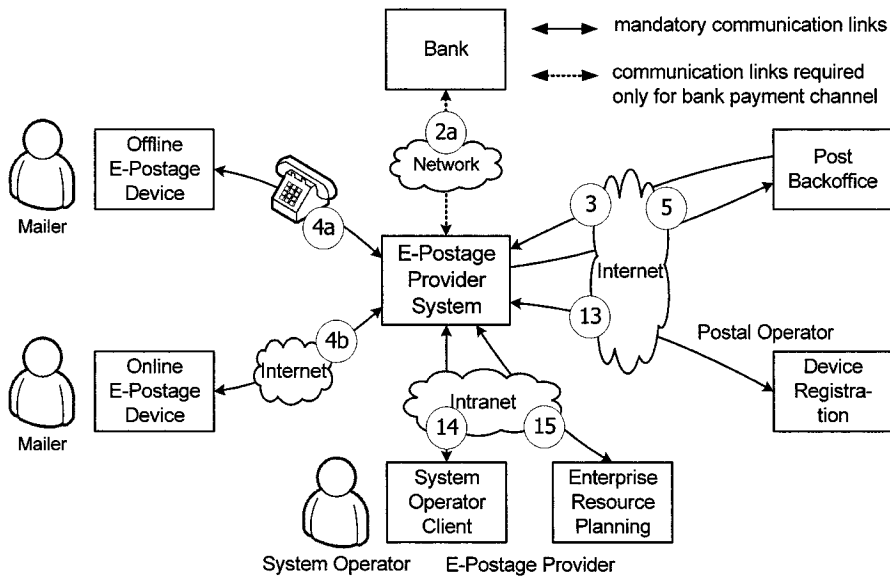 Bank
mandatory communication links
communication links required
only for bank payment channel
2a
Network
Offline
E-Postage
Device
Mailer
4a
Post
Backoffice
3
5
Internet
E-Postage
Provider
System
13
Postal Operator
Online
E-Postage
Device
Mailer
4b
Internet
Device
Registra-
tion
Intranet
14
15
System
Operator
Client
Enterprise
Resource
Planning
System Operator
E-Postage Provider